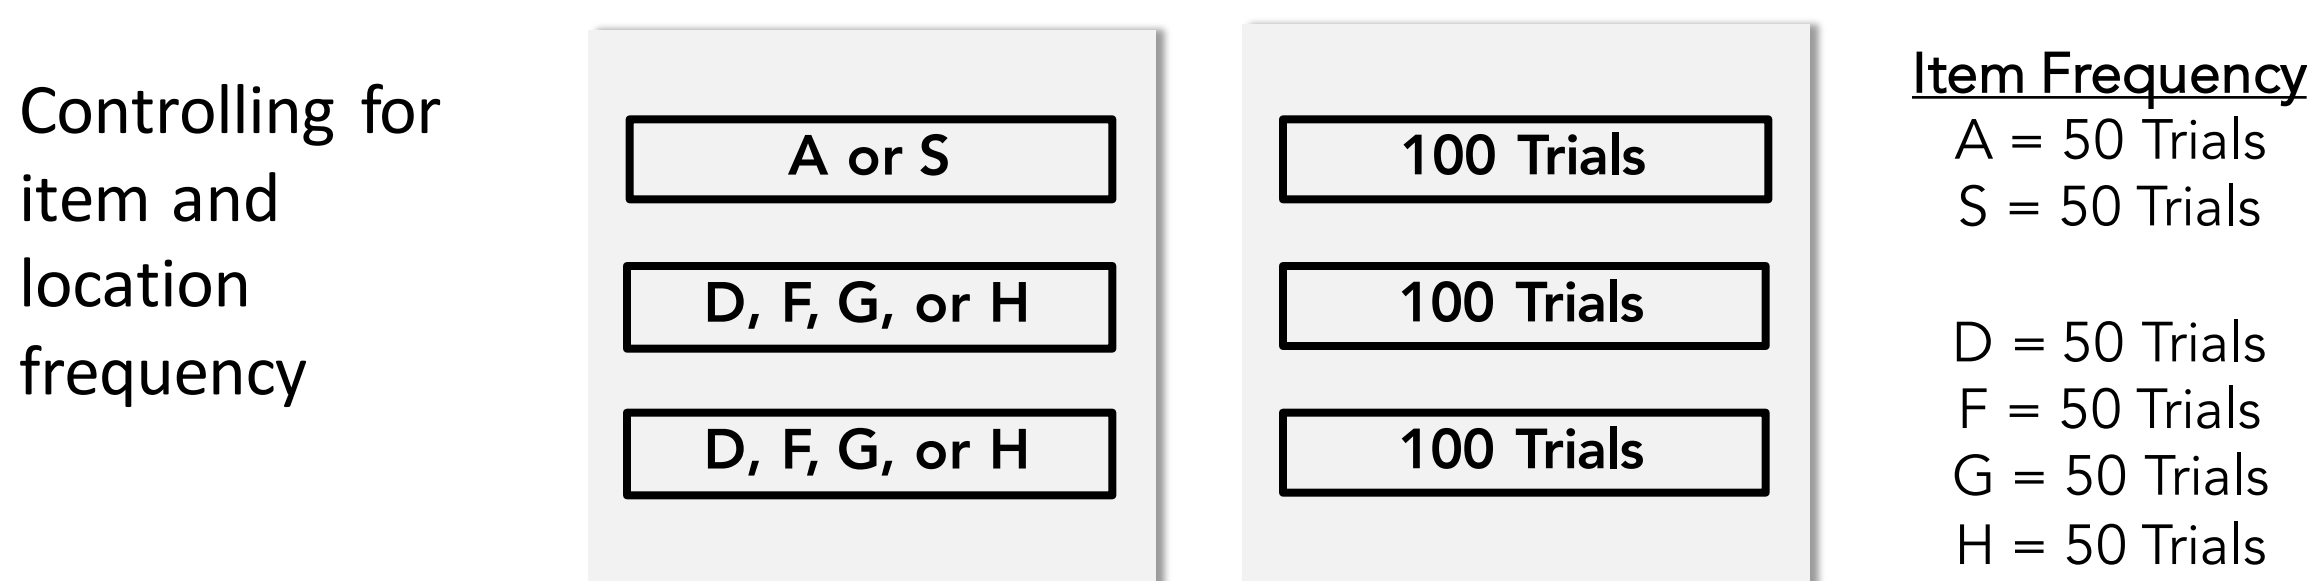 Controlling for
item and
location
frequency
A or S
D, F, G, or H
D, F, G, or H
100 Trials
100 Trials
100 Trials
Item Frequency
A = 50 Trials
S = 50 Trials
D = 50 Trials
F = 50 Trials
G = 50 Trials
H = 50 Trials